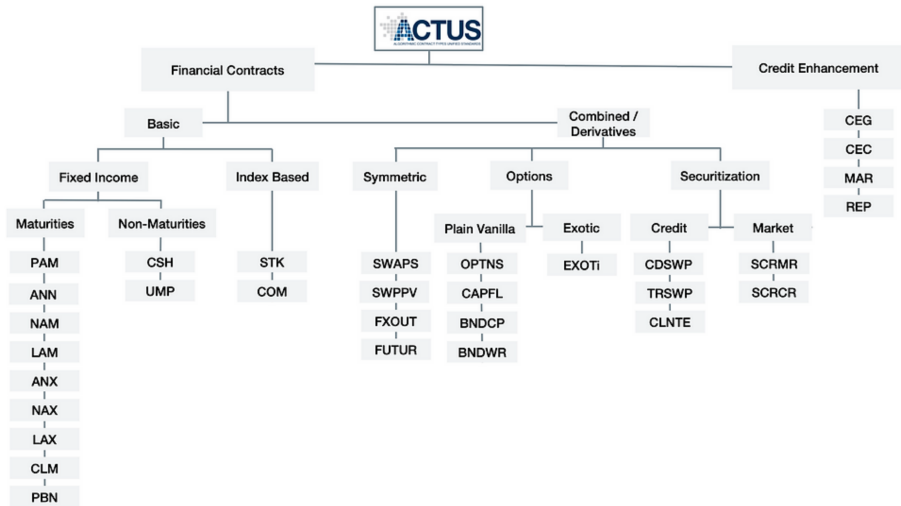 ACTUS
ALGORITHMIC CONTRACT TYPES UNIFIED STANDARDS
Financial Contracts
Credit Enhancement
Basic
Combined /
Derivatives
CEG
CEC
MAR
REP
Fixed Income
Index Based
Symmetric
Options
Securitization
Maturities
Non-Maturities
Plain Vanilla
Exotic
Credit
Market
PAM
ANN
NAM
LAM
ANX
NAX
LAX
CLM
PBN
CSH
UMP
STK
COM
SWAPS
SWPPV
FXOUT
FUTUR
OPTNS
CAPFL
BNDCP
BNDWR
EXOTi
CDSWP
TRSWP
CLNTE
SCRMR
SCRCR